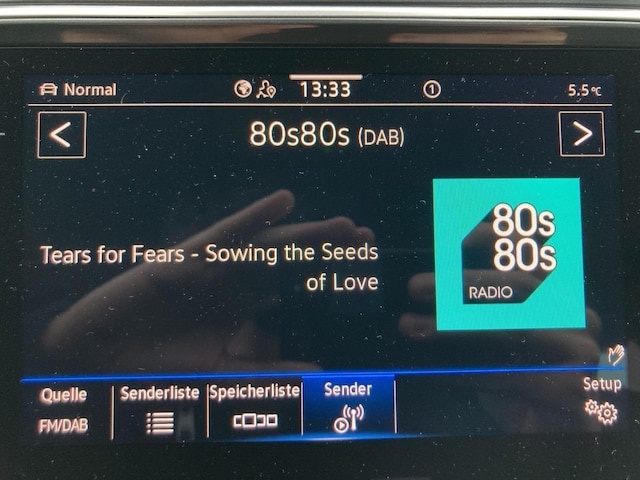 Normal
13:33
1
5.5°C
<
80s80s (DAB)
>
Tears for Fears - Sowing the Seeds
of Love
80s
80s
RADIO
Quelle
FM/DAB
Senderliste
Speicherliste
Sender
Setup